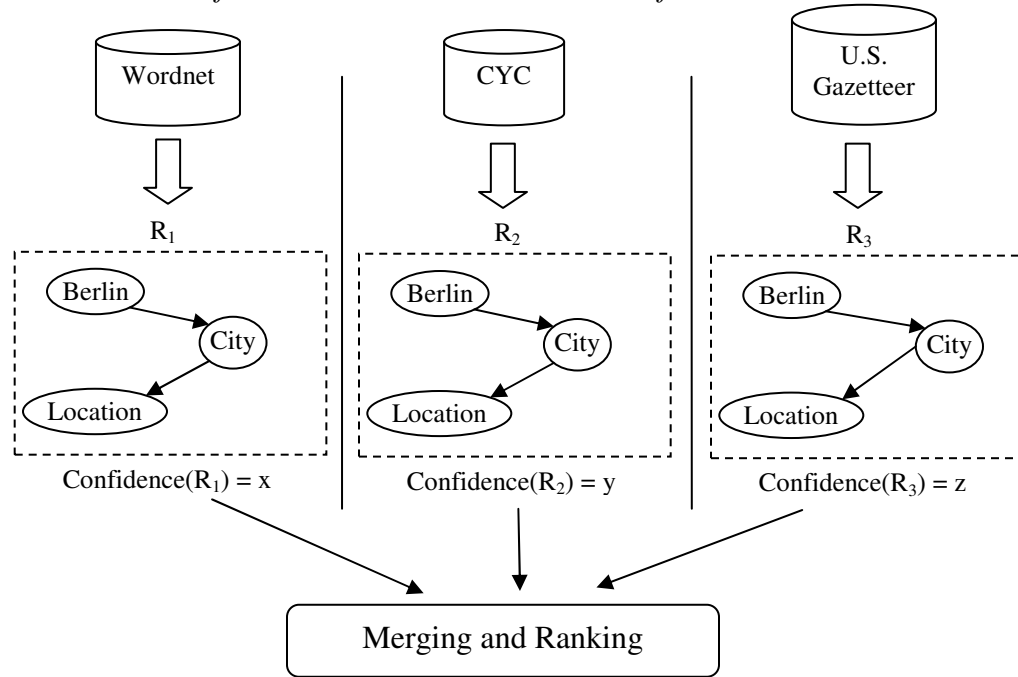 Wordnet
CYC
U.S.
Gazetteer
R₁
R₂
R₃
Berlin
City
Location
Berlin
City
Location
Berlin
City
Location
Confidence(R₁) = x
Confidence(R₂) = y
Confidence(R₃) = z
Merging and Ranking